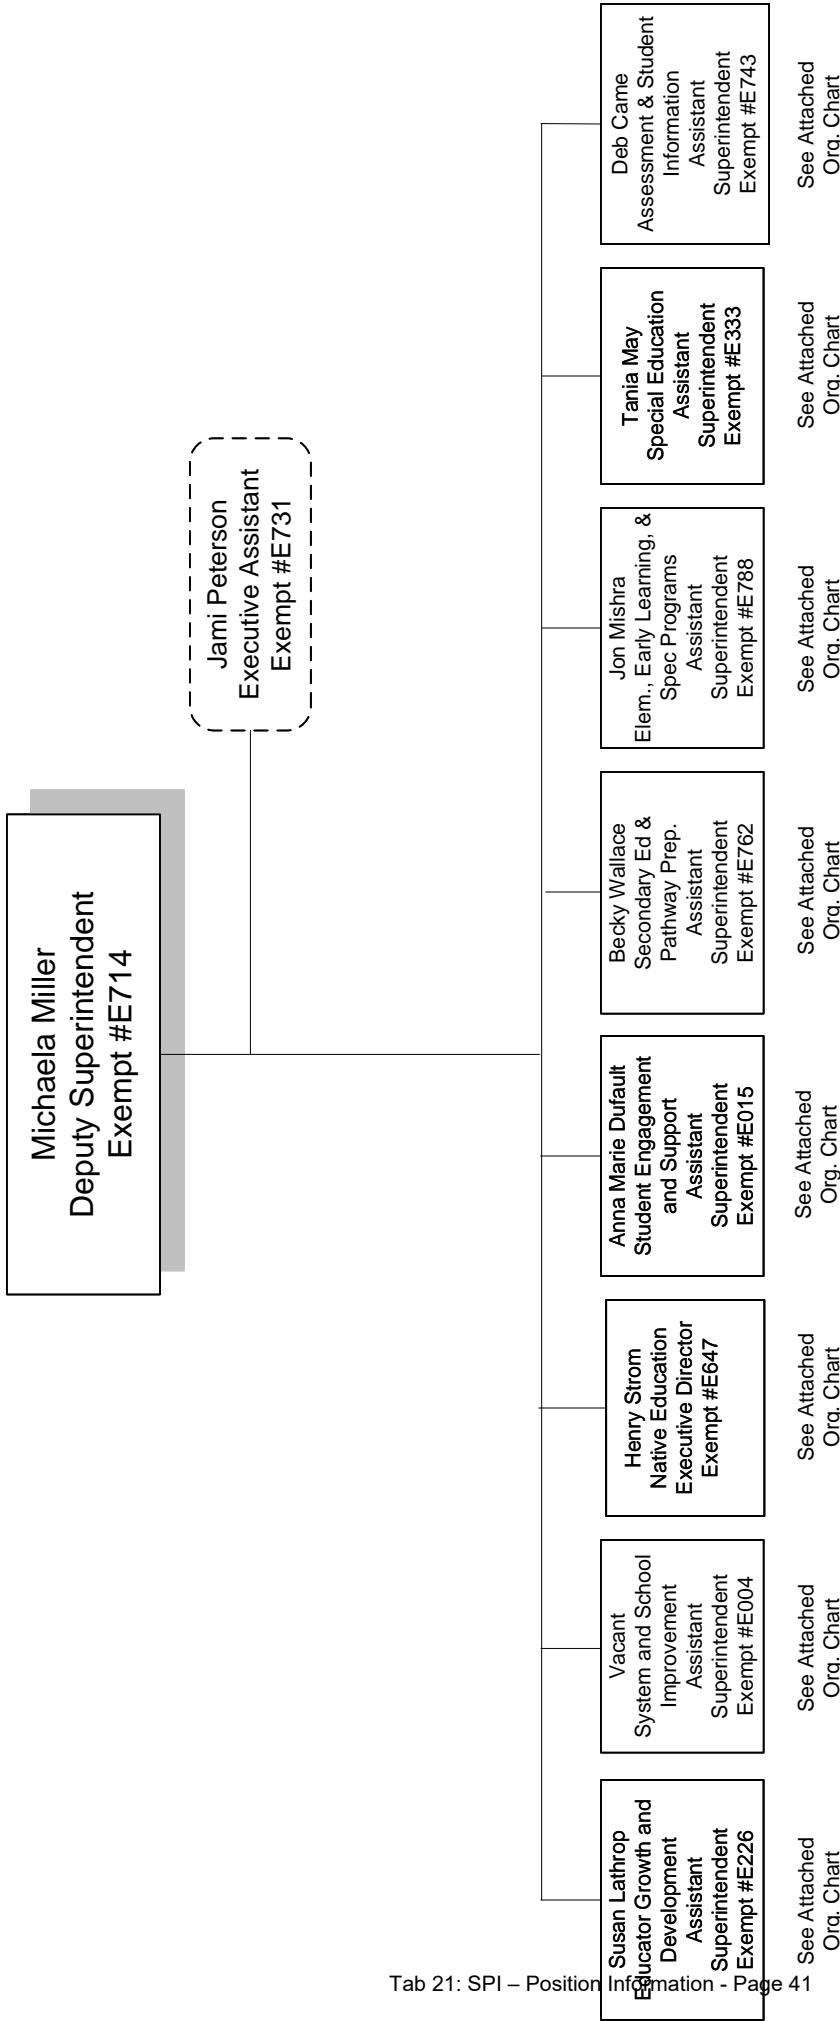 Michaela Miller
Deputy Superintendent
Exempt #E714
Jami Peterson
Executive Assistant
Exempt #E731
Susan Lathrop
Educator Growth and
Development
Assistant
Superintendent
Exempt #E226
Vacant
System and School
Improvement
Assistant
Superintendent
Exempt #E004
Henry Strom
Native Education
Executive Director
Exempt #E647
Anna Marie Dufault
Student Engagement
and Support
Assistant
Superintendent
Exempt #E015
Becky Wallace
Secondary Ed &
Pathway Prep.
Assistant
Superintendent
Exempt #E762
Jon Mishra
Elem., Early Learning, &
Spec Programs
Assistant
Superintendent
Exempt #E788
Tania May
Special Education
Assistant
Superintendent
Exempt #E333
Deb Came
Assessment & Student
Information
Assistant
Superintendent
Exempt #E743
See Attached
Org. Chart
See Attached
Org. Chart
See Attached
Org. Chart
See Attached
Org. Chart
See Attached
Org. Chart
See Attached
Org. Chart
See Attached
Org. Chart
See Attached
Org. Chart
Tab 21: SPI – Position Information - Page 41